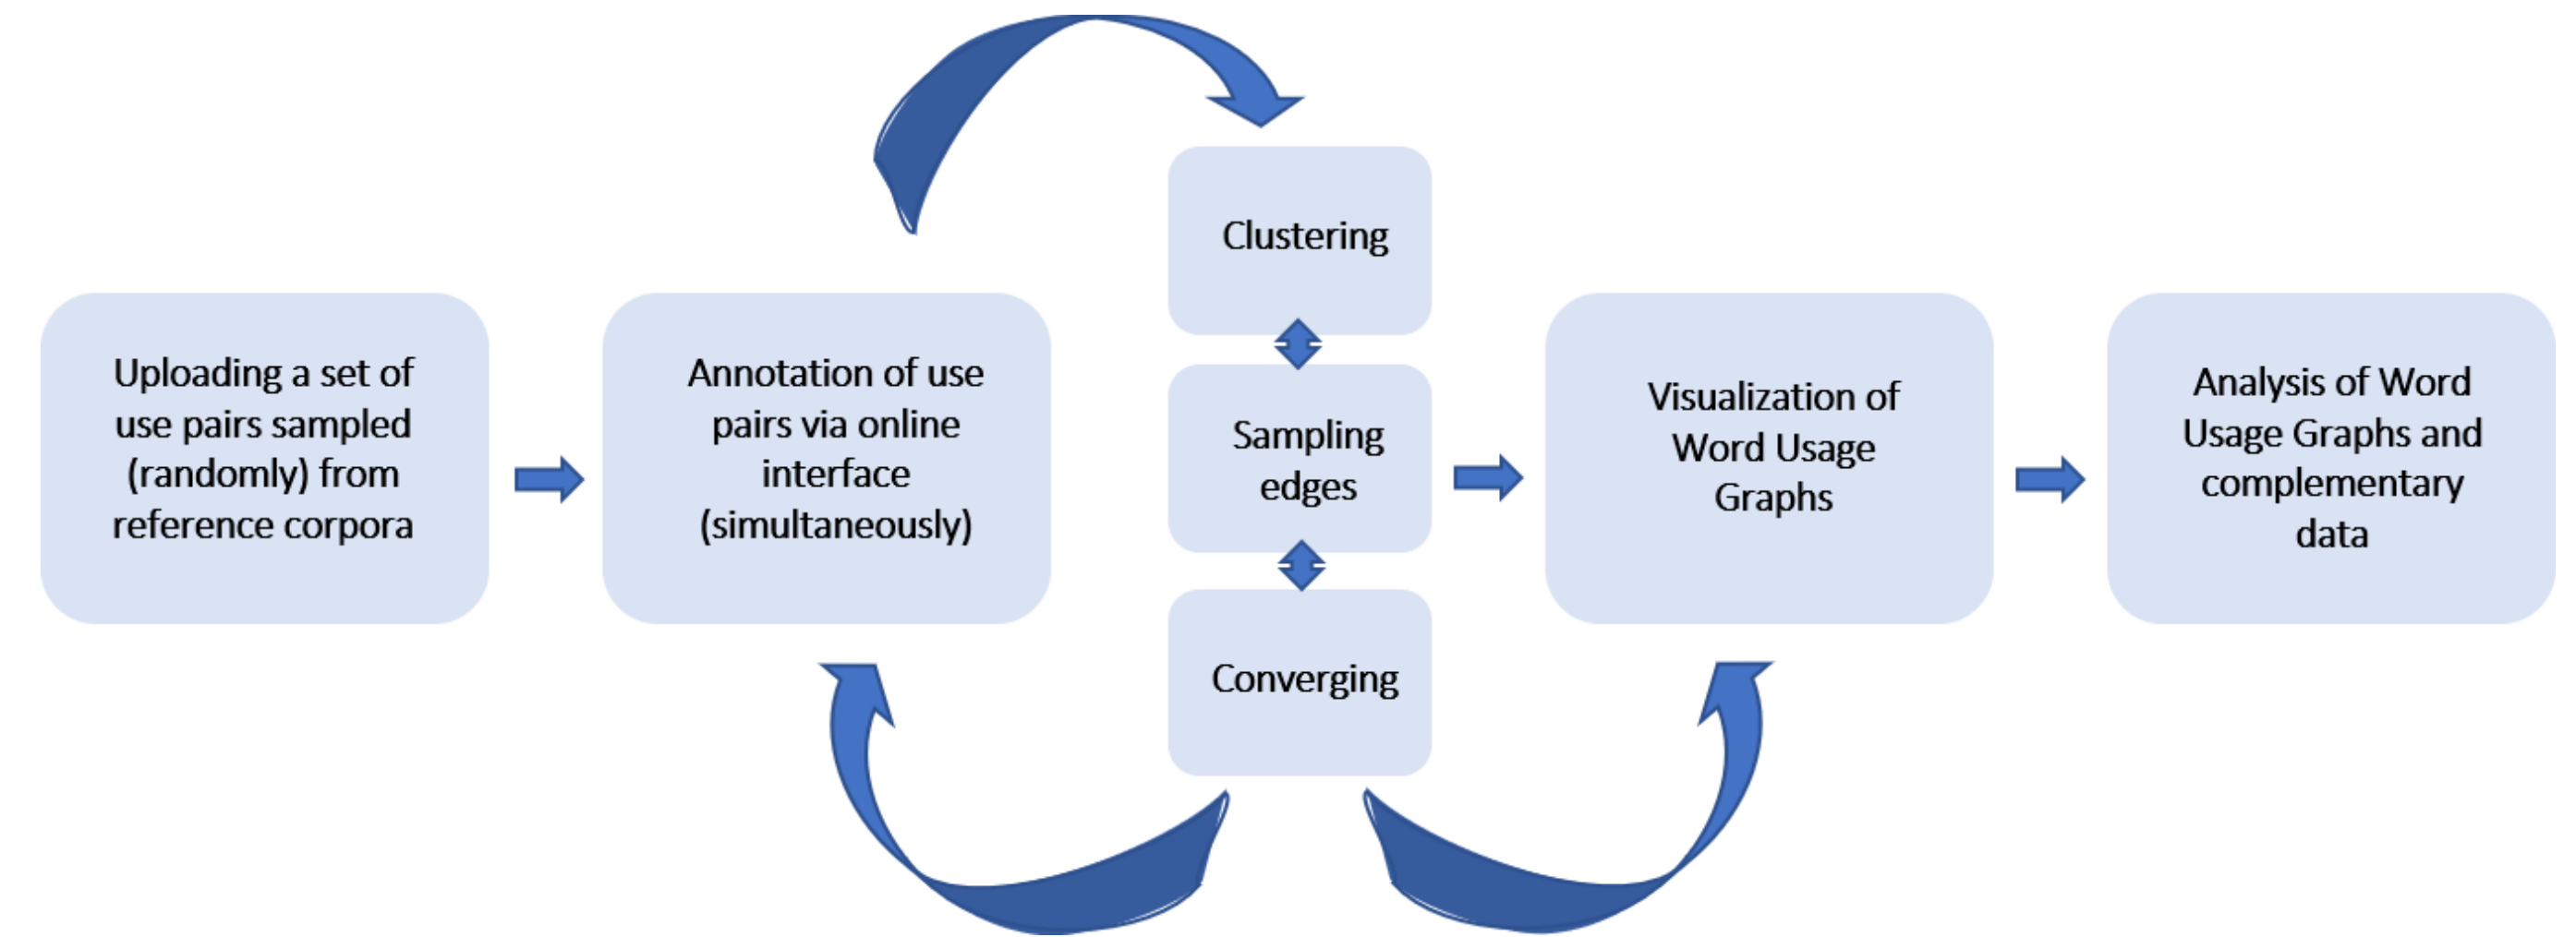 Uploading a set of
use pairs sampled
(randomly) from
reference corpora
Annotation of use
pairs via online
interface
(simultaneously)
Clustering
Sampling
edges
Converging
Visualization of
Word Usage
Graphs
Analysis of Word
Usage Graphs and
complementary
data